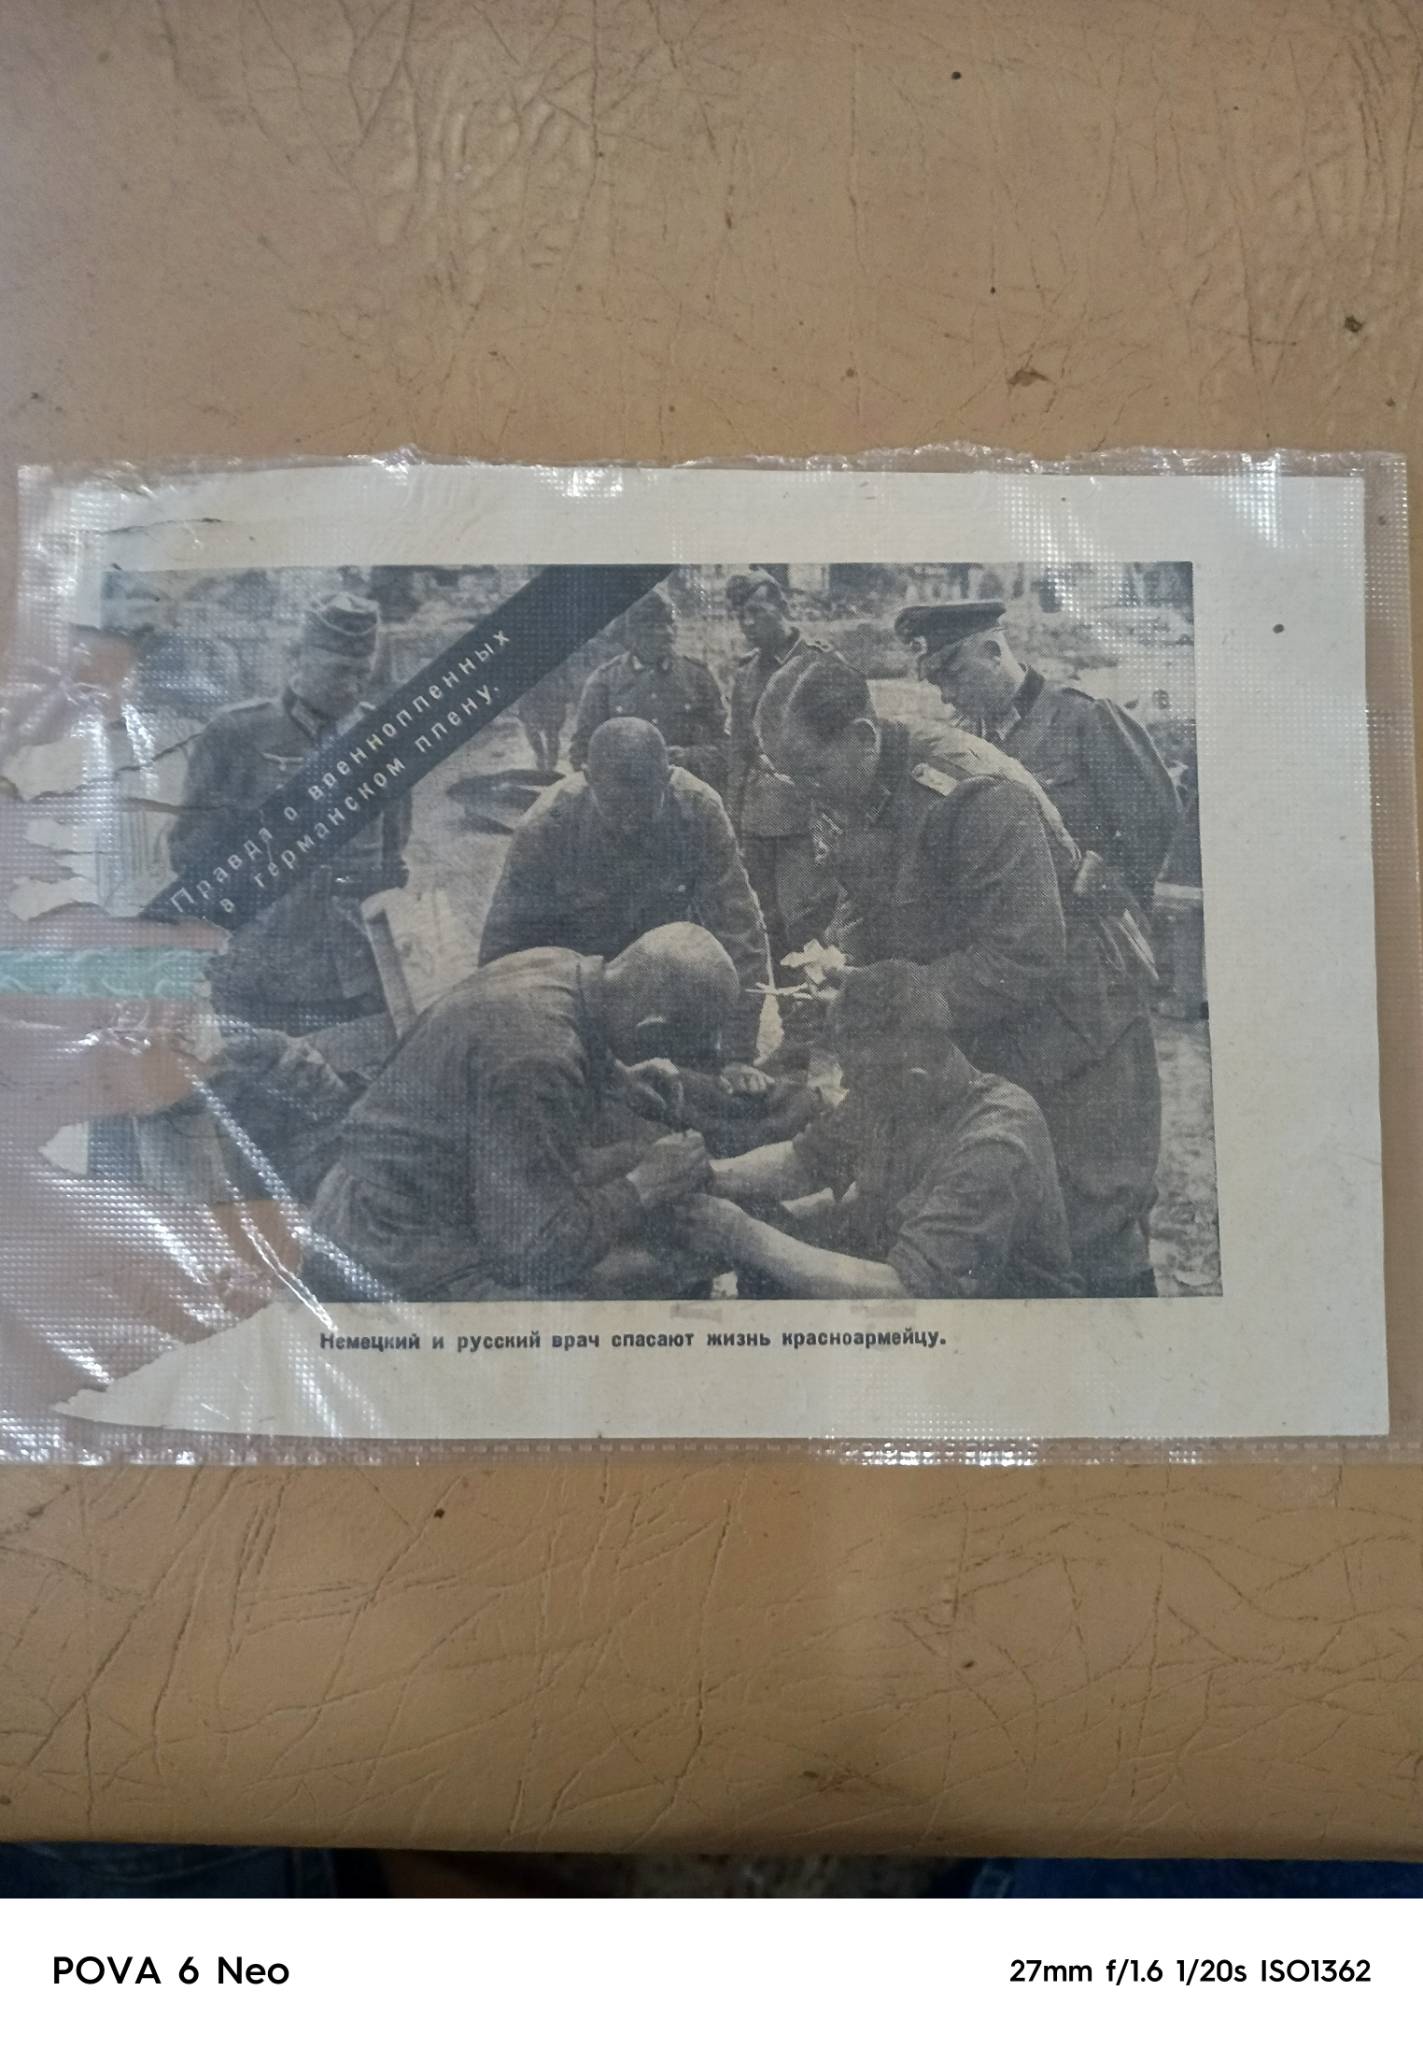 Правда о военнопленных
в германском плену.
Немецкий и русский врач спасают жизнь красноармейцу.
POVA 6 Neo
27mm f/1.6 1/20s ISO1362